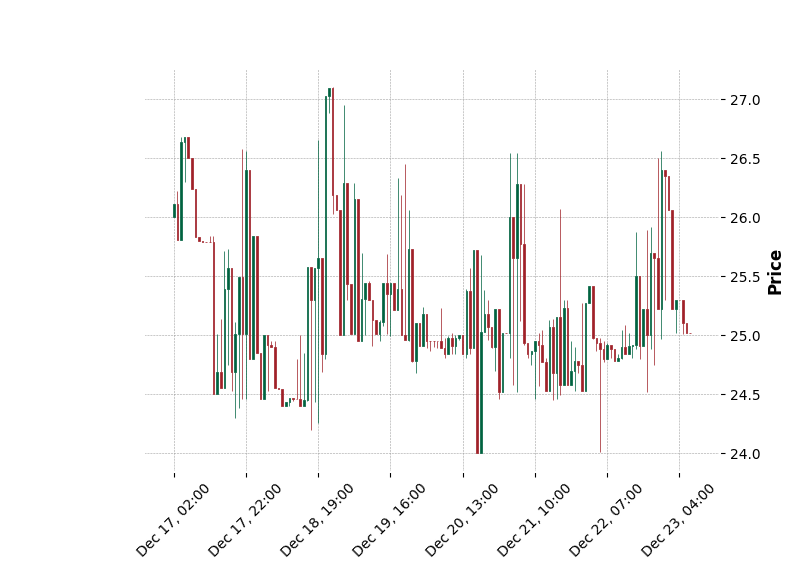 27.0
26.5
26.0
25.5
25.0
24.5
24.0
Price
Dec 17, 02:00
Dec 17, 22:00
Dec 18, 19:00
Dec 19, 16:00
Dec 20, 13:00
Dec 21, 10:00
Dec 22, 07:00
Dec 23, 04:00